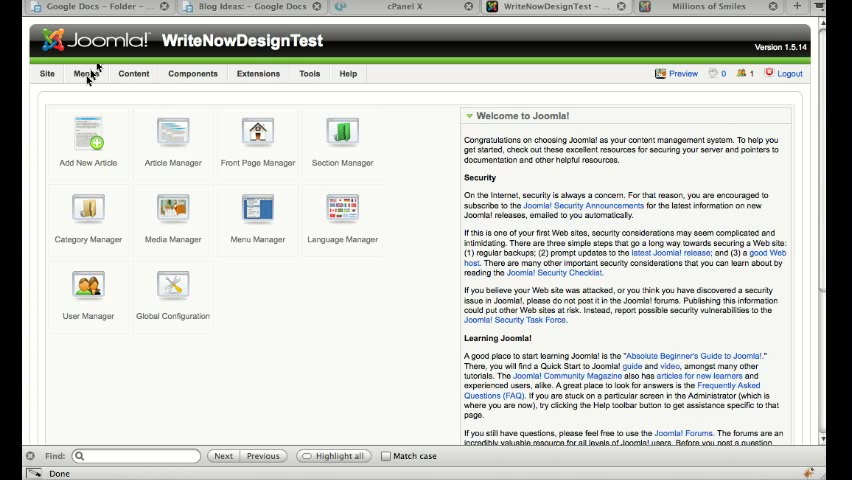 Google Docs - Folder - ...
Blog Ideas: - Google Docs
cPanel X
WriteNowDesignTest - ...
Millions of Smiles
Joomla! WriteNowDesignTest
Version 1.5.14
Site
Menus
Content
Components
Extensions
Tools
Help
Preview
0
1
Logout
Add New Article
Article Manager
Front Page Manager
Section Manager
Category Manager
Media Manager
Menu Manager
Language Manager
User Manager
Global Configuration
Welcome to Joomla!
Congratulations on choosing Joomla! as your content management system. To help you
get started, check out these excellent resources for securing your server and pointers to
documentation and other helpful resources.
Security
On the Internet, security is always a concern. For that reason, you are encouraged to
subscribe to the Joomla! Security Announcements for the latest information on new
Joomla! releases, emailed to you automatically.
If this is one of your first Web sites, security considerations may seem complicated and
intimidating. There are three simple steps that go a long way towards securing a Web site:
(1) regular backups; (2) prompt updates to the latest Joomla! release; and (3) a good Web
host. There are many other important security considerations that you can learn about by
reading the Joomla! Security Checklist.
If you believe your Web site was attacked, or you think you have discovered a security
issue in Joomla!, please do not post it in the Joomla! forums. Publishing this information
could put other Web sites at risk. Instead, report possible security vulnerabilities to the
Joomla! Security Task Force.
Learning Joomla!
A good place to start learning Joomla! is the "Absolute Beginner's Guide to Joomla!."
There, you will find a Quick Start to Joomla! guide and video, amongst many other
tutorials. The Joomla! Community Magazine also has articles for new learners and
experienced users, alike. A great place to look for answers is the Frequently Asked
Questions (FAQ). If you are stuck on a particular screen in the Administrator (which is
where you are now), try clicking the Help toolbar button to get assistance specific to that
page.
If you still have questions, please feel free to use the Joomla! Forums. The forums are an
incredibly valuable resource for all levels of Joomla! users. Before you post a question,
Find:
Next
Previous
Highlight all
Match case
Done